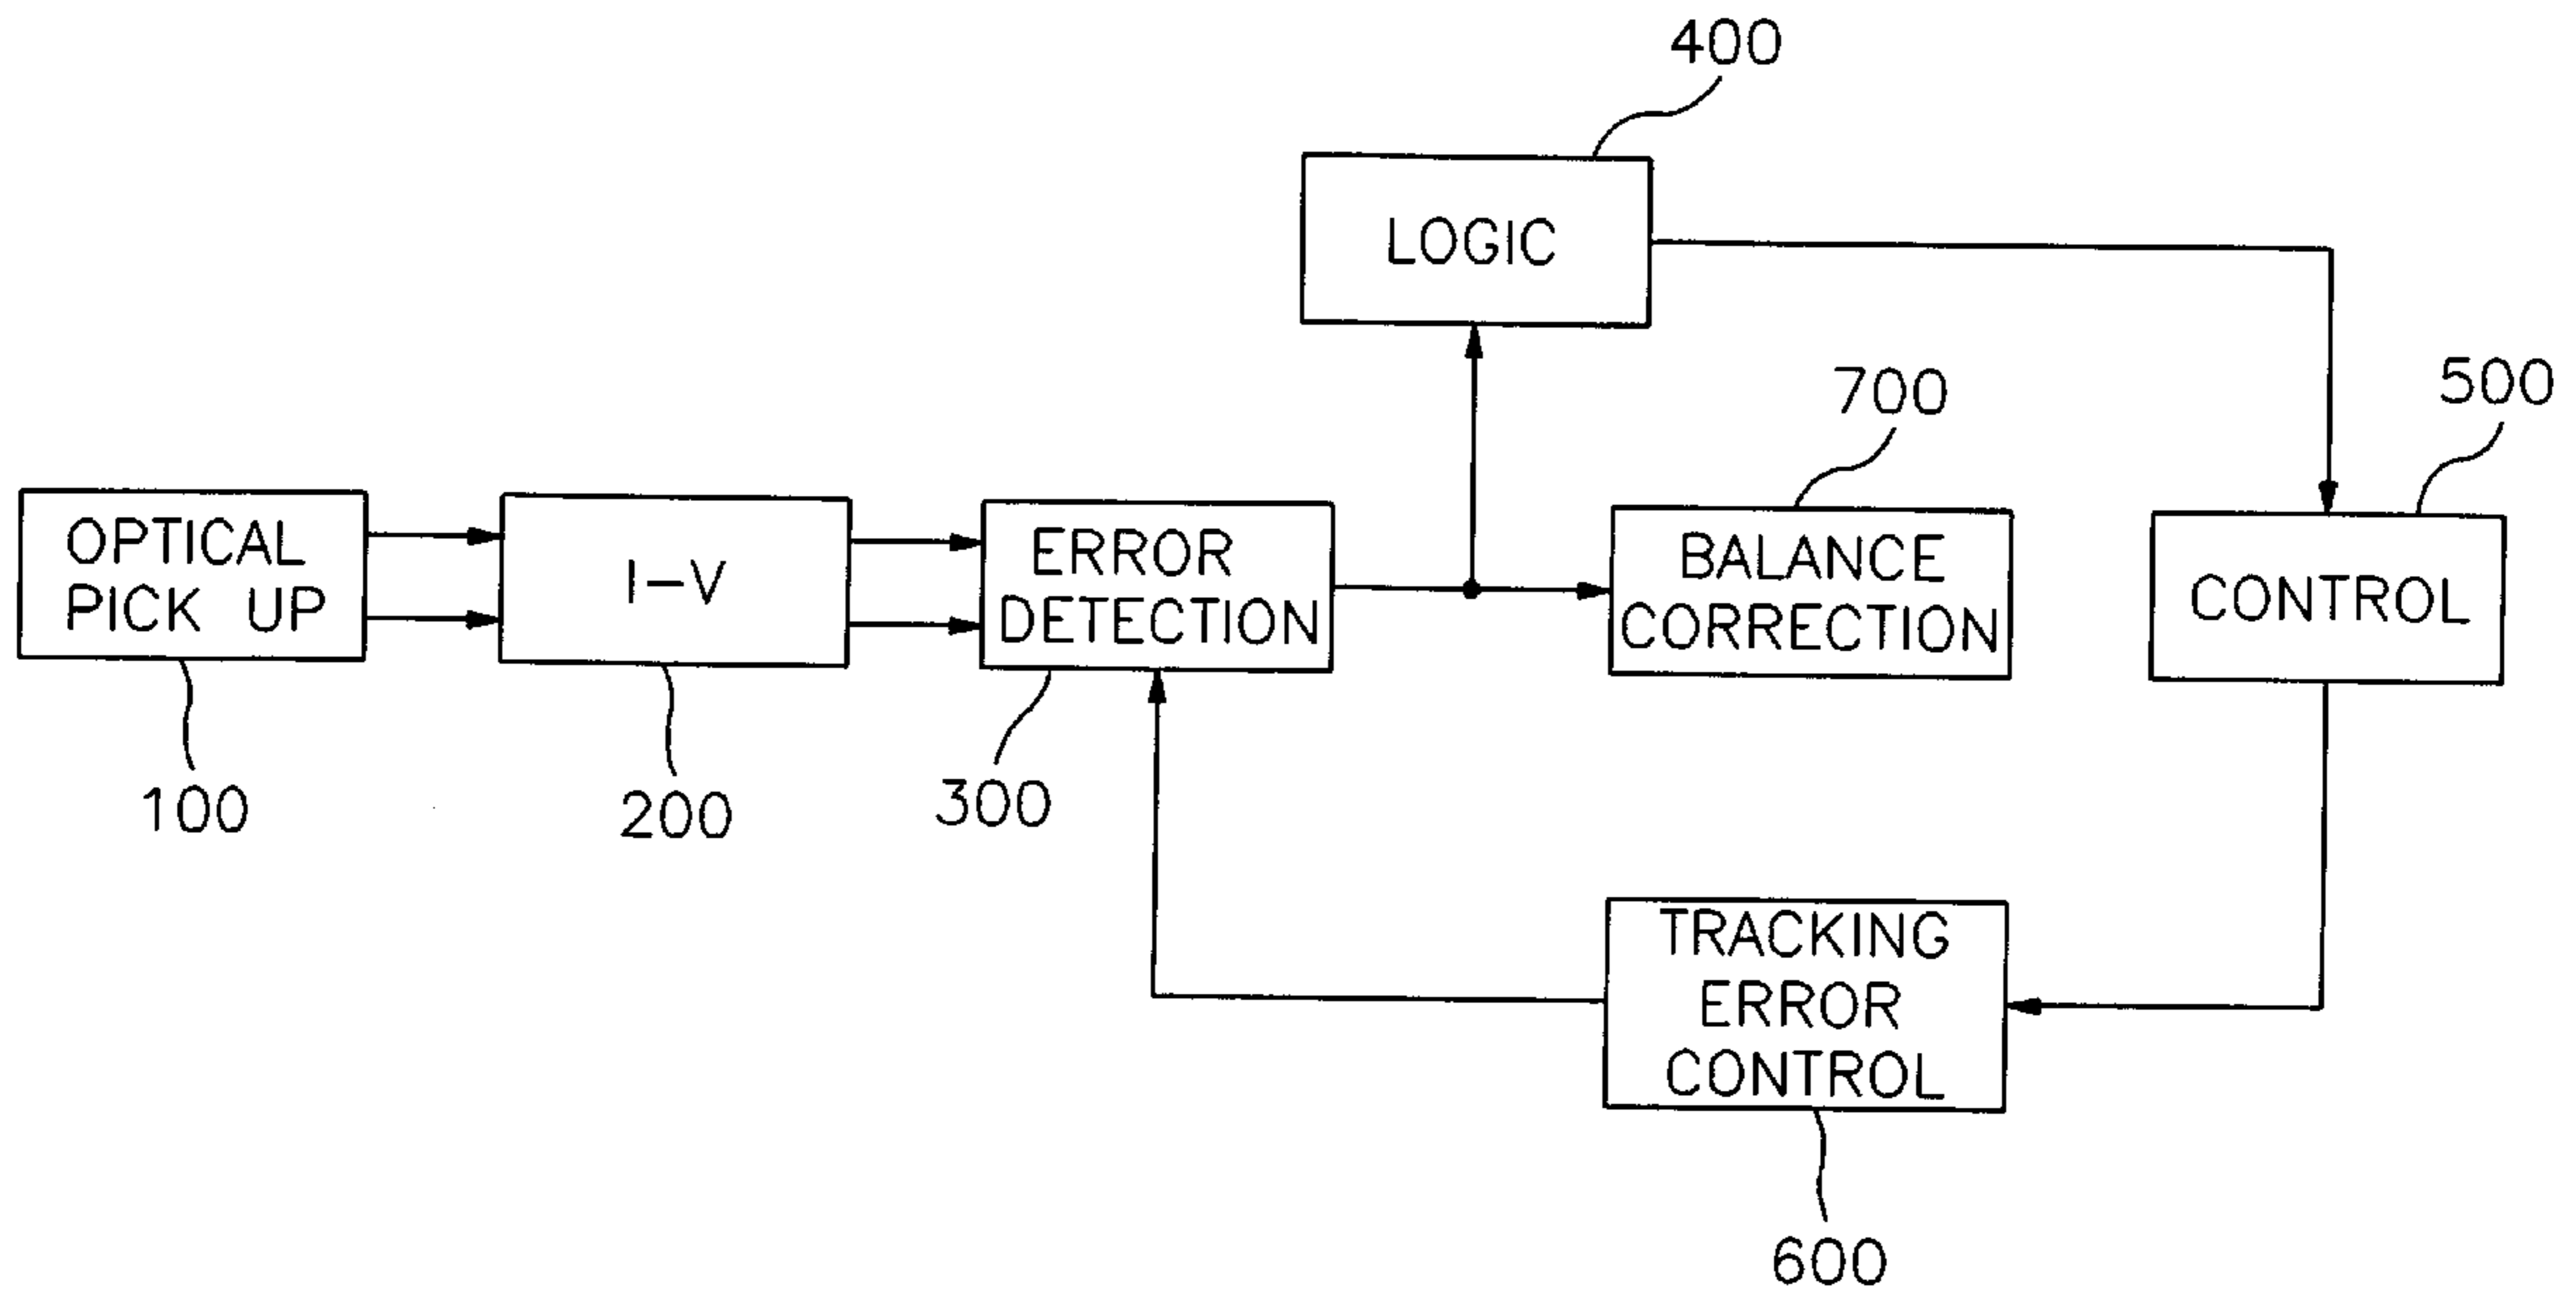 400
LOGIC
700
500
OPTICAL
PICK UP
I-V
ERROR
DETECTION
BALANCE
CORRECTION
CONTROL
100
200
300
TRACKING
ERROR
CONTROL
600